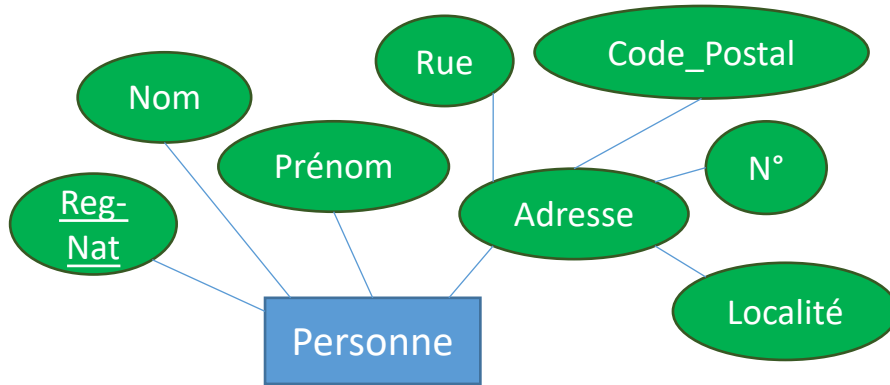 Rue
Code_Postal
Nom
Prénom
N°
Reg-
Nat
Adresse
Localité
Personne